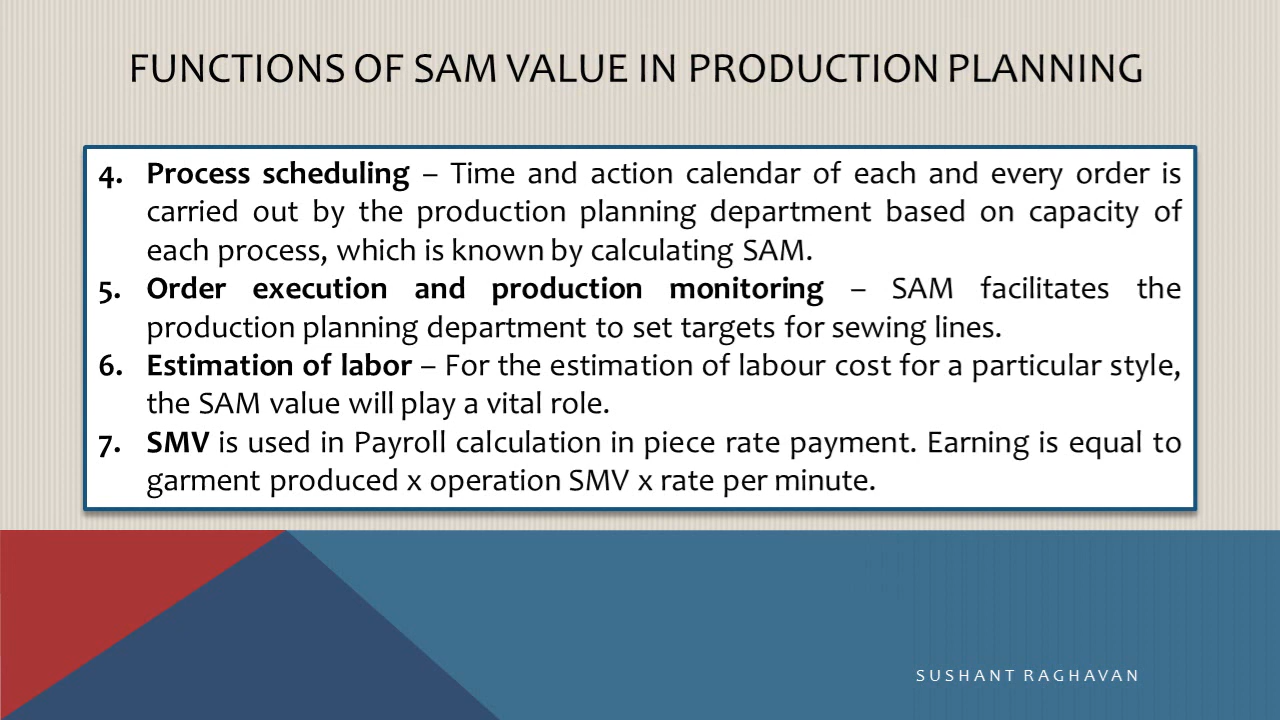 FUNCTIONS OF SAM VALUE IN PRODUCTION PLANNING
4. Process scheduling – Time and action calendar of each and every order is
carried out by the production planning department based on capacity of
each process, which is known by calculating SAM.
5. Order execution and production monitoring – SAM facilitates the
production planning department to set targets for sewing lines.
6. Estimation of labor – For the estimation of labour cost for a particular style,
the SAM value will play a vital role.
7. SMV is used in Payroll calculation in piece rate payment. Earning is equal to
garment produced x operation SMV x rate per minute.
SUSHANT RAGHAVAN